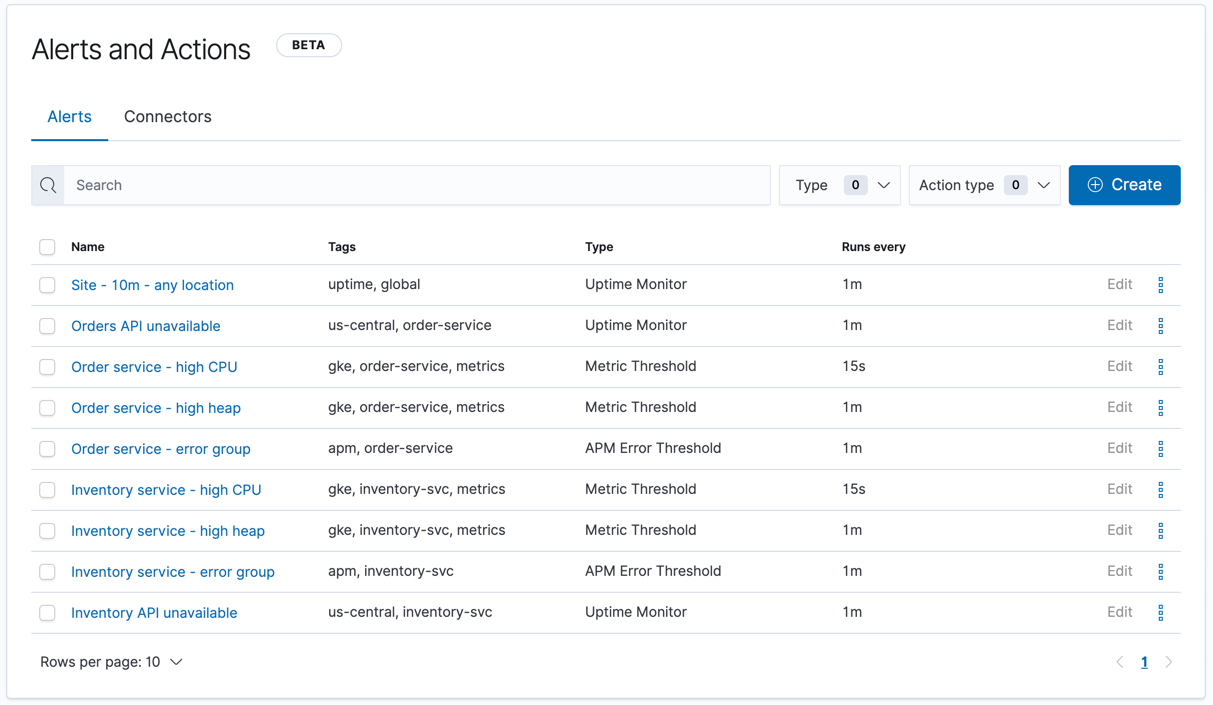 Alerts and Actions BETA
Alerts Connectors
Search Type 0 Action type 0 Create
Name Tags Type Runs every
Site - 10m - any location uptime, global Uptime Monitor 1m Edit
Orders API unavailable us-central, order-service Uptime Monitor 1m Edit
Order service - high CPU gke, order-service, metrics Metric Threshold 15s Edit
Order service - high heap gke, order-service, metrics Metric Threshold 1m Edit
Order service - error group apm, order-service APM Error Threshold 1m Edit
Inventory service - high CPU gke, inventory-svc, metrics Metric Threshold 15s Edit
Inventory service - high heap gke, inventory-svc, metrics Metric Threshold 1m Edit
Inventory service - error group apm, inventory-svc APM Error Threshold 1m Edit
Inventory API unavailable us-central, inventory-svc Uptime Monitor 1m Edit
Rows per page: 10 1